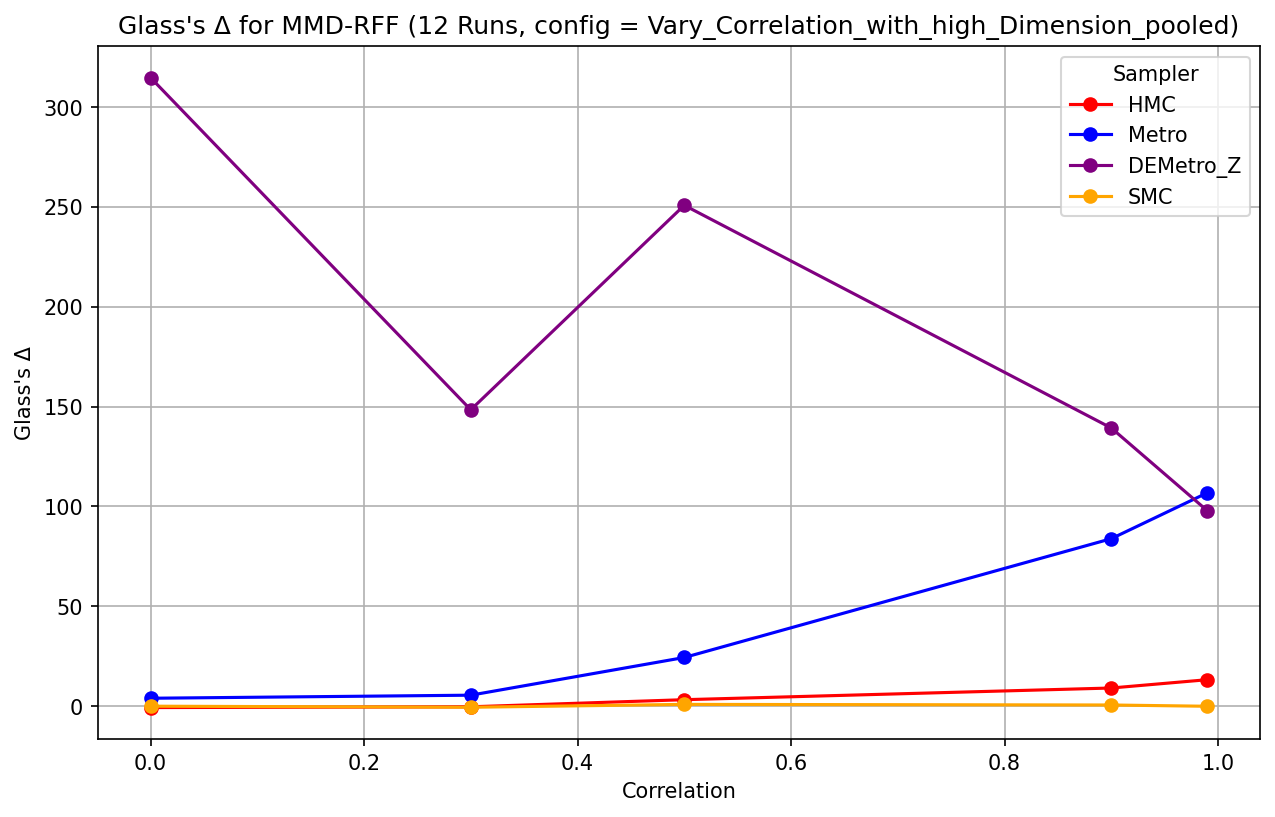 Glass's Δ for MMD-RFF (12 Runs, config = Vary_Correlation_with_high_Dimension_pooled)
Sampler
HMC
Metro
DEMetro_Z
SMC
Glass's Δ
300
250
200
150
100
50
0
0.0 0.2 0.4 0.6 0.8 1.0
Correlation